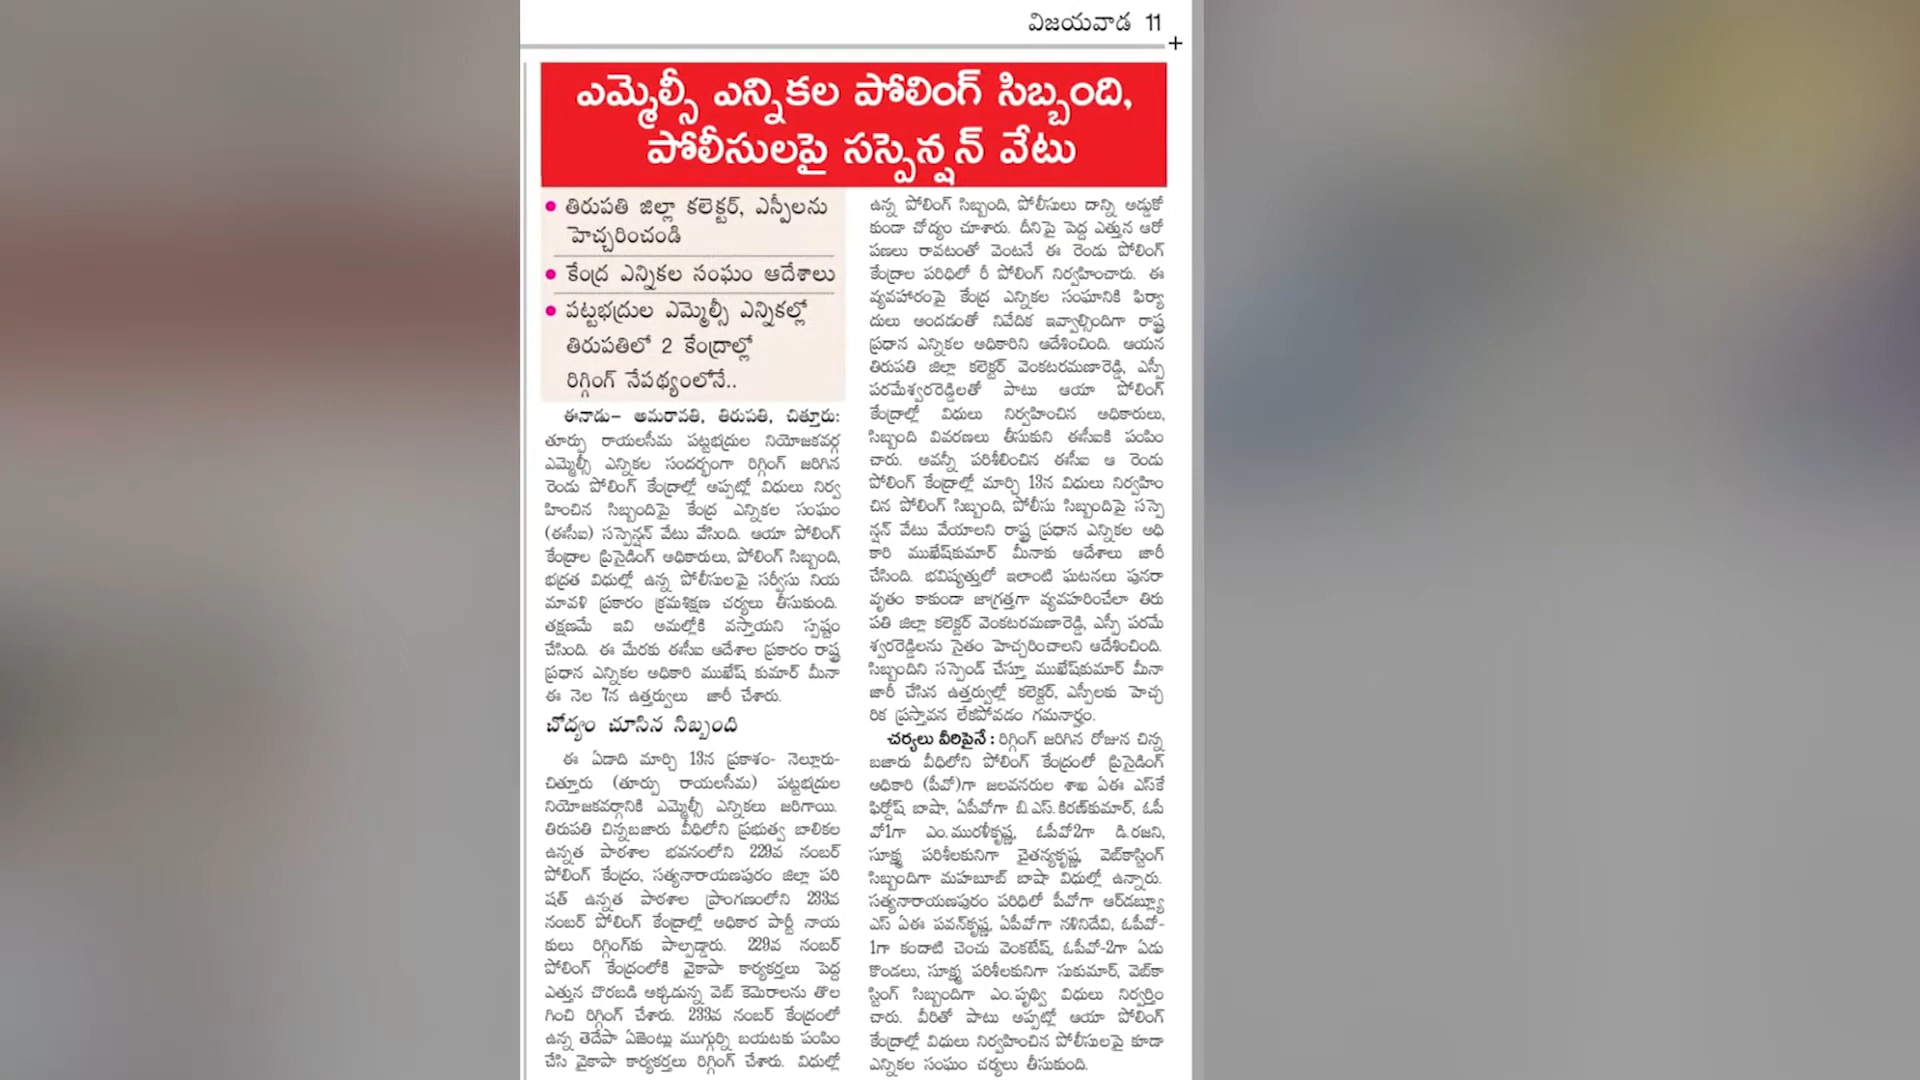 విజయవాడ 11
ఎమ్మెల్సీ ఎన్నికల పోలింగ్ సిబ్బంది,
పోలీసులపై సస్పెన్షన్ వేటు
• తిరుపతి జిల్లా కలెక్టర్, ఎస్పీలను
హెచ్చరించండి
• కేంద్ర ఎన్నికల సంఘం ఆదేశాలు
• పట్టభద్రుల ఎమ్మెల్సీ ఎన్నికల్లో
తిరుపతిలో 2 కేంద్రాల్లో
రిగ్గింగ్ నేపథ్యంలోనే..
ఈనాడు- అమరావతి, తిరుపతి, చిత్తూరు:
తూర్పు రాయలసీమ పట్టభద్రుల నియోజకవర్గ
ఎమ్మెల్సీ ఎన్నికల సందర్భంగా రిగ్గింగ్ జరిగిన
రెండు పోలింగ్ కేంద్రాల్లో అప్పట్లో విధులు నిర్వ
హించిన సిబ్బందిపై కేంద్ర ఎన్నికల సంఘం
(ఈసీఐ) సస్పెన్షన్ వేటు వేసింది. ఆయా పోలింగ్
కేంద్రాల ప్రిసైడింగ్ అధికారులు, పోలింగ్ సిబ్బంది,
భద్రత విధుల్లో ఉన్న పోలీసులపై సర్వీసు నియ
మావళి ప్రకారం క్రమశిక్షణ చర్యలు తీసుకుంది.
తక్షణమే ఇవి అమల్లోకి వస్తాయని స్పష్టం
చేసింది. ఈ మేరకు ఈసీఐ ఆదేశాల ప్రకారం రాష్ట్ర
ప్రధాన ఎన్నికల అధికారి ముఖేష్ కుమార్ మీనా
ఈ నెల 7న ఉత్తర్వులు జారీ చేశారు.
చోద్యం చూసిన సిబ్బంది
ఈ ఏడాది మార్చి 13న ప్రకాశం- నెల్లూరు-
చిత్తూరు (తూర్పు రాయలసీమ) పట్టభద్రుల
నియోజకవర్గానికి ఎమ్మెల్సీ ఎన్నికలు జరిగాయి.
తిరుపతి చిన్నబజారు వీధిలోని ప్రభుత్వ బాలికల
ఉన్నత పాఠశాల భవనంలోని 229వ నంబర్
పోలింగ్ కేంద్రం, సత్యనారాయణపురం జిల్లా పరి
షత్ ఉన్నత పాఠశాల ప్రాంగణంలోని 233వ
నంబర్ పోలింగ్ కేంద్రాల్లో అధికార పార్టీ నాయ
కులు రిగ్గింగ్‌కు పాల్పడ్డారు. 229వ నంబర్
పోలింగ్ కేంద్రంలోకి వైకాపా కార్యకర్తలు పెద్ద
ఎత్తున చొరబడి అక్కడున్న వెబ్ కెమెరాలను తొల
గించి రిగ్గింగ్ చేశారు. 233వ నంబర్ కేంద్రంలో
ఉన్న తెదేపా ఏజెంట్లు ముగ్గుర్ని బయటకు పంపిం
చేసి వైకాపా కార్యకర్తలు రిగ్గింగ్ చేశారు. విధుల్లో
ఉన్న పోలింగ్ సిబ్బంది, పోలీసులు దాన్ని అడ్డుకో
కుండా చోద్యం చూశారు. దీనిపై పెద్ద ఎత్తున ఆరో
పణలు రావటంతో వెంటనే ఈ రెండు పోలింగ్
కేంద్రాల పరిధిలో రీ పోలింగ్ నిర్వహించారు. ఈ
వ్యవహారంపై కేంద్ర ఎన్నికల సంఘానికి ఫిర్యా
దులు అందడంతో నివేదిక ఇవ్వాల్సిందిగా రాష్ట్ర
ప్రధాన ఎన్నికల అధికారిని ఆదేశించింది. ఆయన
తిరుపతి జిల్లా కలెక్టర్ వెంకటరమణారెడ్డి, ఎస్పీ
పరమేశ్వరరెడ్డిలతో పాటు ఆయా పోలింగ్
కేంద్రాల్లో విధులు నిర్వహించిన అధికారులు,
సిబ్బంది వివరణలు తీసుకుని ఈసీఐకి పంపిం
చారు. అవన్నీ పరిశీలించిన ఈసీఐ ఆ రెండు
పోలింగ్ కేంద్రాల్లో మార్చి 13న విధులు నిర్వహిం
చిన పోలింగ్ సిబ్బంది, పోలీసు సిబ్బందిపై సస్పె
న్షన్ వేటు వేయాలని రాష్ట్ర ప్రధాన ఎన్నికల అధి
కారి ముఖేష్‌కుమార్ మీనాకు ఆదేశాలు జారీ
చేసింది. భవిష్యత్తులో ఇలాంటి ఘటనలు పునరా
వృతం కాకుండా జాగ్రత్తగా వ్యవహరించేలా తిరు
పతి జిల్లా కలెక్టర్ వెంకటరమణారెడ్డి, ఎస్పీ పరమే
శ్వరరెడ్డిలను సైతం హెచ్చరించాలని ఆదేశించింది.
సిబ్బందిని సస్పెండ్ చేస్తూ ముఖేష్‌కుమార్ మీనా
జారీ చేసిన ఉత్తర్వుల్లో కలెక్టర్, ఎస్పీలకు హెచ్చ
రిక ప్రస్తావన లేకపోవడం గమనార్హం.
చర్యలు వీరిపైనే : రిగ్గింగ్ జరిగిన రోజున చిన్న
బజారు వీధిలోని పోలింగ్ కేంద్రంలో ప్రిసైడింగ్
అధికారి (పీవో)గా జలవనరుల శాఖ ఏఈ ఎస్‌కే
ఫిర్దోష్ బాషా, ఏపీవోగా బి.ఎస్.కిరణ్‌కుమార్, ఓపీ
వో1గా ఎం.మురళీకృష్ణ, ఓపీవో2గా డి.రజని,
సూక్ష్మ పరిశీలకునిగా చైతన్యకృష్ణ, వెబ్‌కాస్టింగ్
సిబ్బందిగా మహబూబ్ బాషా విధుల్లో ఉన్నారు.
సత్యనారాయణపురం పరిధిలో పీవోగా ఆర్‌డబ్ల్యూ
ఎస్ ఏఈ పవన్‌కృష్ణ, ఏపీవోగా నళినిదేవి, ఓపీవో-
1గా కందాటి చెంచు వెంకటేష్, ఓపీవో-2గా ఏడు
కొండలు, సూక్ష్మ పరిశీలకునిగా సుకుమార్, వెబ్‌కా
స్టింగ్ సిబ్బందిగా ఎం.పృథ్వి విధులు నిర్వర్తిం
చారు. వీరితో పాటు అప్పట్లో ఆయా పోలింగ్
కేంద్రాల్లో విధులు నిర్వహించిన పోలీసులపై కూడా
ఎన్నికల సంఘం చర్యలు తీసుకుంది.